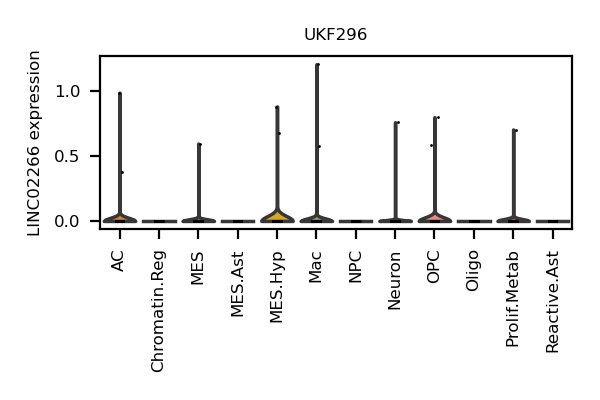 UKF296
LINC02266 expression
1.0
0.5
0.0
AC
Chromatin.Reg
MES
MES.Ast
MES.Hyp
Mac
NPC
Neuron
OPC
Oligo
Prolif.Metab
Reactive.Ast